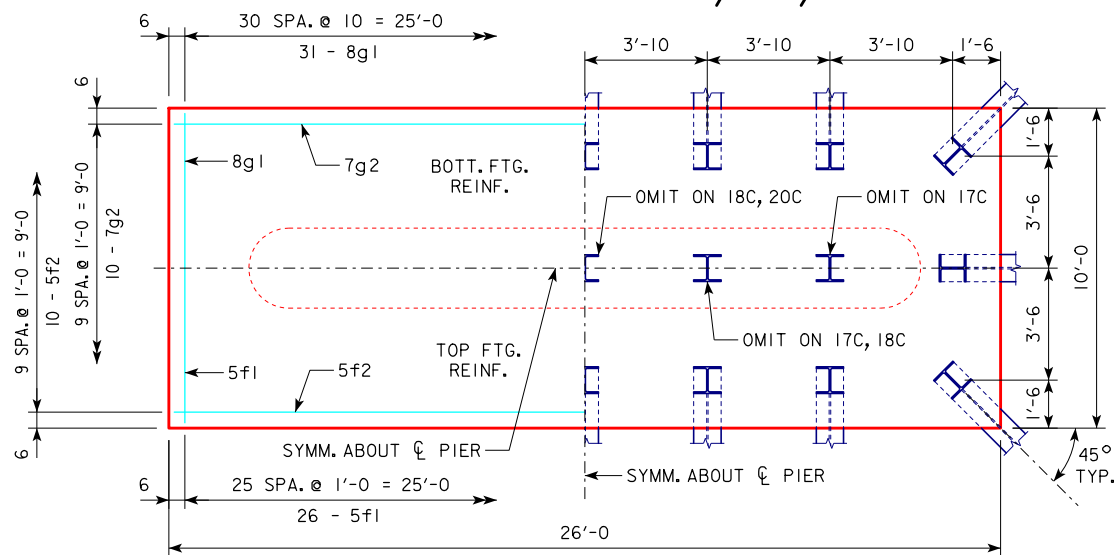 6
30 SPA. @ 10 = 25'-0
31 - 8g1
3'-10
3'-10
3'-10
1'-6
6
8g1
7g2
BOTT. FTG.
REINF.
OMIT ON 18C, 20C
OMIT ON 17C
1'-6
3'-6
9 SPA. @ 1'-0 = 9'-0
10 - 7g2
9 SPA. @ 1'-0 = 9'-0
10 - 5f2
10'-0
3'-6
OMIT ON 17C, 18C
TOP FTG.
REINF.
5f1
5f2
1'-6
6
SYMM. ABOUT ℄ PIER
SYMM. ABOUT ℄ PIER
45°
TYP.
6
25 SPA. @ 1'-0 = 25'-0
26 - 5f1
26'-0